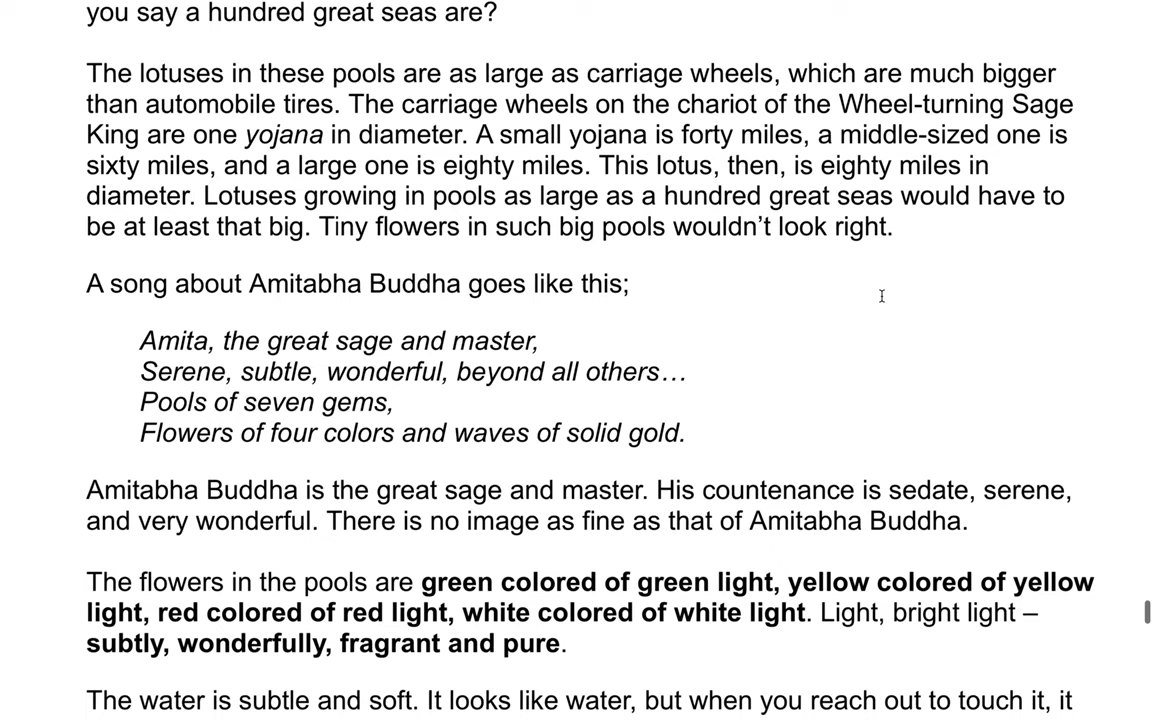 you say a hundred great seas are?
The lotuses in these pools are as large as carriage wheels, which are much bigger
than automobile tires. The carriage wheels on the chariot of the Wheel-turning Sage
King are one yojana in diameter. A small yojana is forty miles, a middle-sized one is
sixty miles, and a large one is eighty miles. This lotus, then, is eighty miles in
diameter. Lotuses growing in pools as large as a hundred great seas would have to
be at least that big. Tiny flowers in such big pools wouldn’t look right.
A song about Amitabha Buddha goes like this;
Amita, the great sage and master,
Serene, subtle, wonderful, beyond all others…
Pools of seven gems,
Flowers of four colors and waves of solid gold.
Amitabha Buddha is the great sage and master. His countenance is sedate, serene,
and very wonderful. There is no image as fine as that of Amitabha Buddha.
The flowers in the pools are green colored of green light, yellow colored of yellow
light, red colored of red light, white colored of white light. Light, bright light –
subtly, wonderfully, fragrant and pure.
The water is subtle and soft. It looks like water, but when you reach out to touch it, it